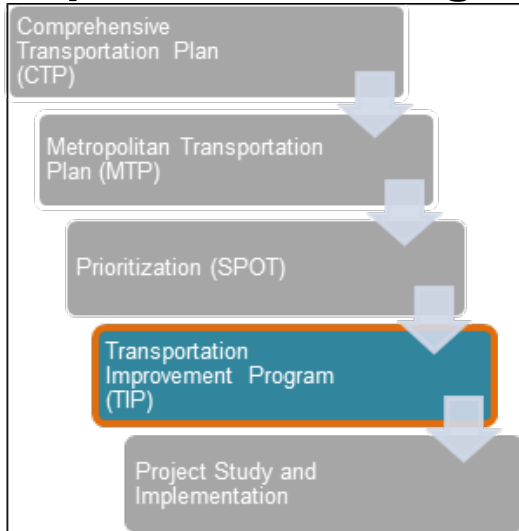 Comprehensive
Transportation Plan
(CTP)
Metropolitan Transportation
Plan (MTP)
Prioritization (SPOT)
Transportation
Improvement Program
(TIP)
Project Study and
Implementation